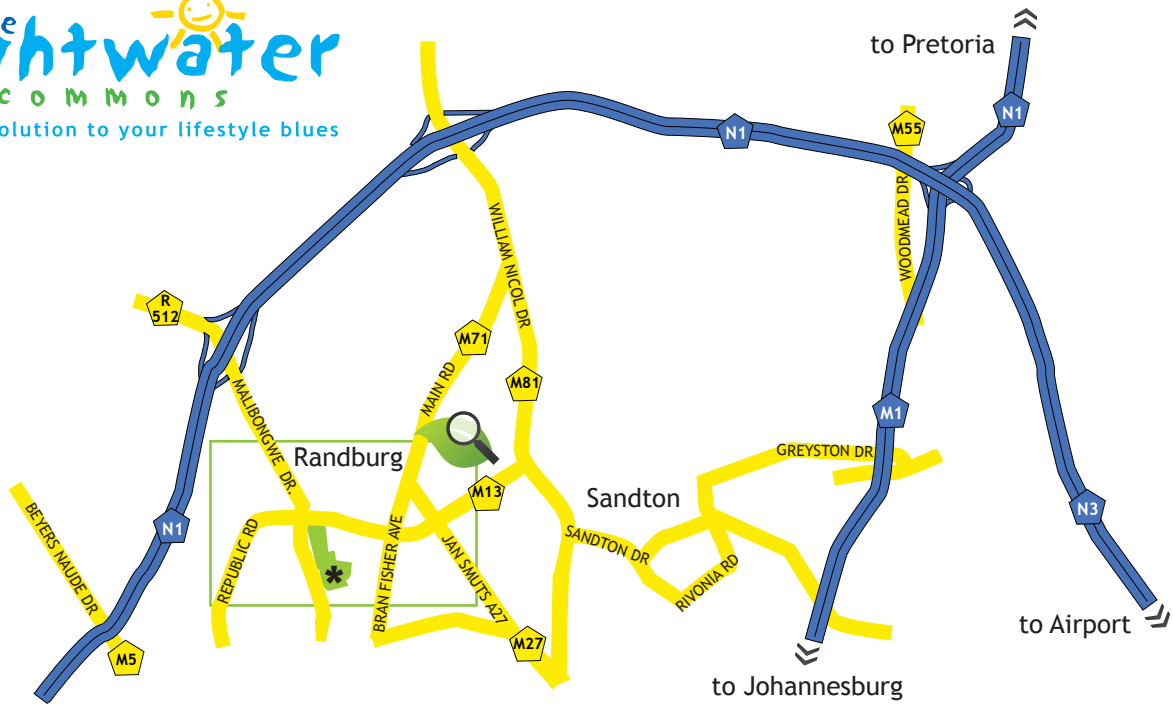 e
htwater
commons
olution to your lifestyle blues
to Pretoria
N1
M55
N1
WOODMEAD DR
WILLIAM NICOL DR
R
512
M71
MAIN RD
M81
MALIBONGWE DR.
M1
Randburg
GREYSTON DR
M13
Sandton
BEYERS NAUDE DR
N1
N3
REPUBLIC RD
BRAN FISHER AVE
JAN SMUTS A27
SANDTON DR
RIVONIA RD
*
M5
M27
to Airport
to Johannesburg